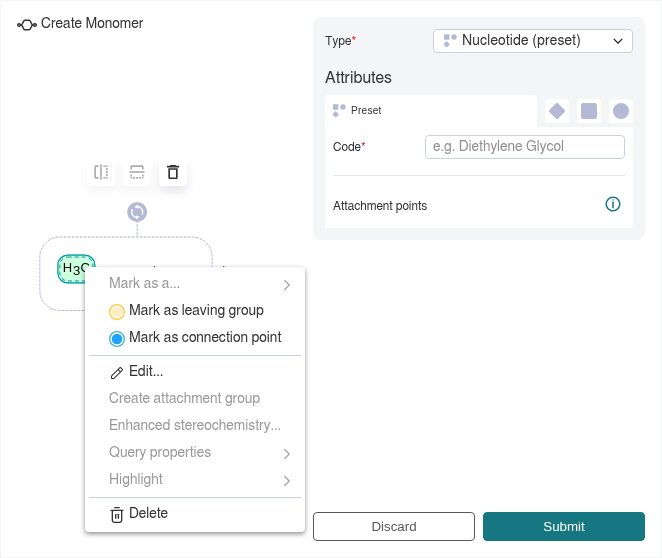 Create Monomer
Type*
Nucleotide (preset)
Attributes
Preset
Code*
e.g. Diethylene Glycol
Attachment points
H3C
Mark as a...
Mark as leaving group
Mark as connection point
Edit...
Create attachment group
Enhanced stereochemistry...
Query properties
Highlight
Delete
Discard
Submit